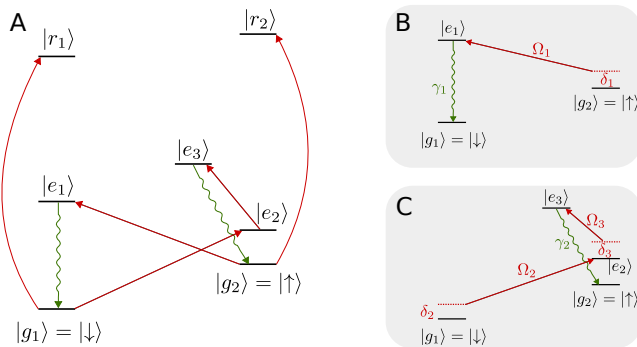 A
|r₁⟩
|r₂⟩
|e₃⟩
|e₁⟩
|e₂⟩
|g₂⟩ = |↑⟩
|g₁⟩ = |↓⟩
B
|e₁⟩
Ω₁
γ₁
δ₁
|g₂⟩ = |↑⟩
|g₁⟩ = |↓⟩
C
|e₃⟩
Ω₃
γ₂
δ₃
|e₂⟩
Ω₂
|g₂⟩ = |↑⟩
δ₂
|g₁⟩ = |↓⟩